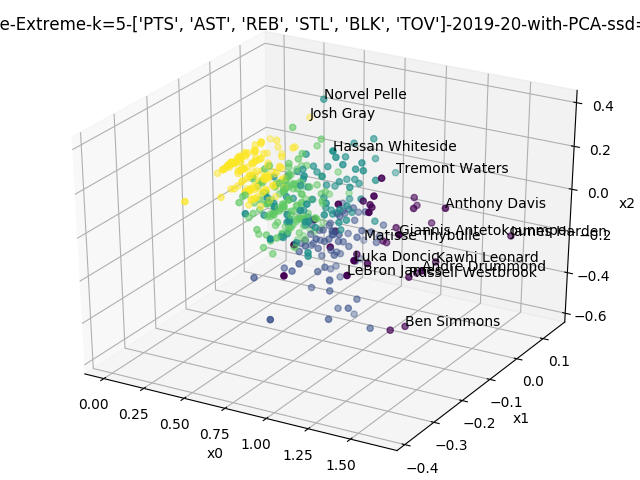 e-Extreme-k=5-['PTS', 'AST', 'REB', 'STL', 'BLK', 'TOV']-2019-20-with-PCA-ssd=
Norvel Pelle
Josh Gray
Hassan Whiteside
Tremont Waters
Anthony Davis
Giannis Antetokounmpo
James Harden
Matisse Thybulle
Luka Doncic
Kawhi Leonard
LeBron James
Andre Drummond
Russell Westbrook
Ben Simmons
0.4
0.2
0.0
-0.2
-0.4
-0.6
x2
0.00
0.25
0.50
0.75
1.00
1.25
1.50
x0
-0.4
-0.3
-0.2
-0.1
0.0
0.1
x1